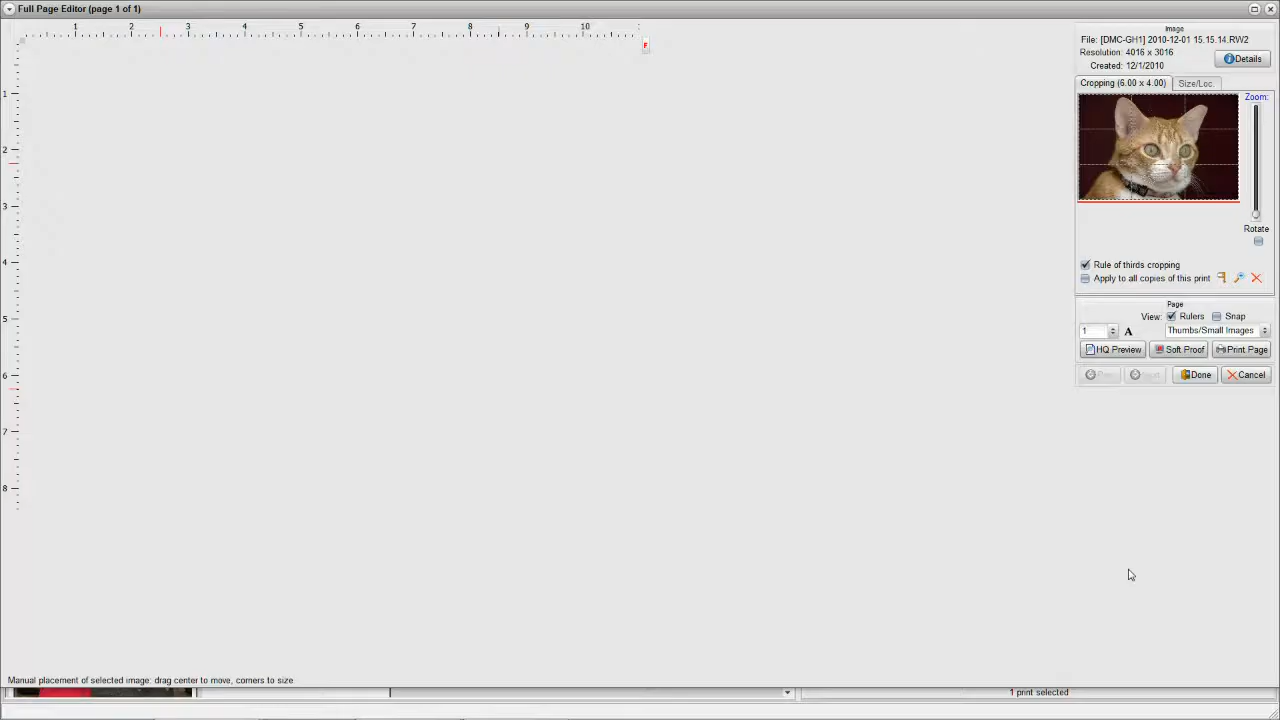 Full Page Editor (page 1 of 1)
1 2 3 4 5 6 7 8 9 10
F
1
2
3
4
5
6
7
8
Image
File: [DMC-GH1] 2010-12-01 15.15.14.RW2
Resolution: 4016 x 3016
Created: 12/1/2010
Details
Cropping (6.00 x 4.00) Size/Loc.
Zoom:
Rotate
Rule of thirds cropping
Apply to all copies of this print
Page
View: Rulers Snap
1 A Thumbs/Small Images
HQ Preview Soft Proof Print Page
Done Cancel
Manual placement of selected image: drag center to move, corners to size
1 print selected